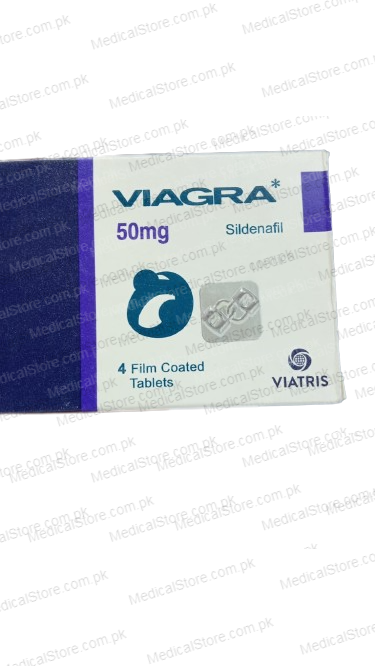 VIAGRA*
50mg
Sildenafil
4 Film Coated
Tablets
VIATRIS
MedicalStore.com.pk